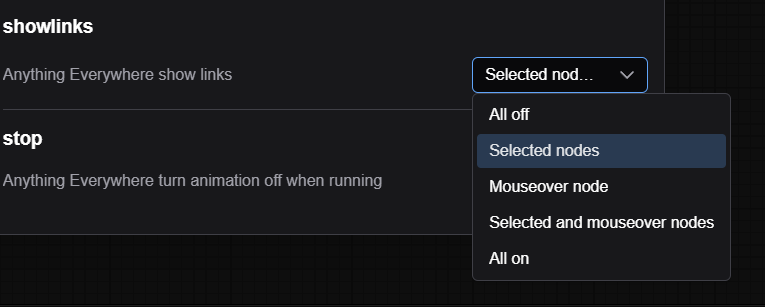 showlinks
Anything Everywhere show links
Selected nod...
All off
Selected nodes
Mouseover node
Selected and mouseover nodes
All on
stop
Anything Everywhere turn animation off when running